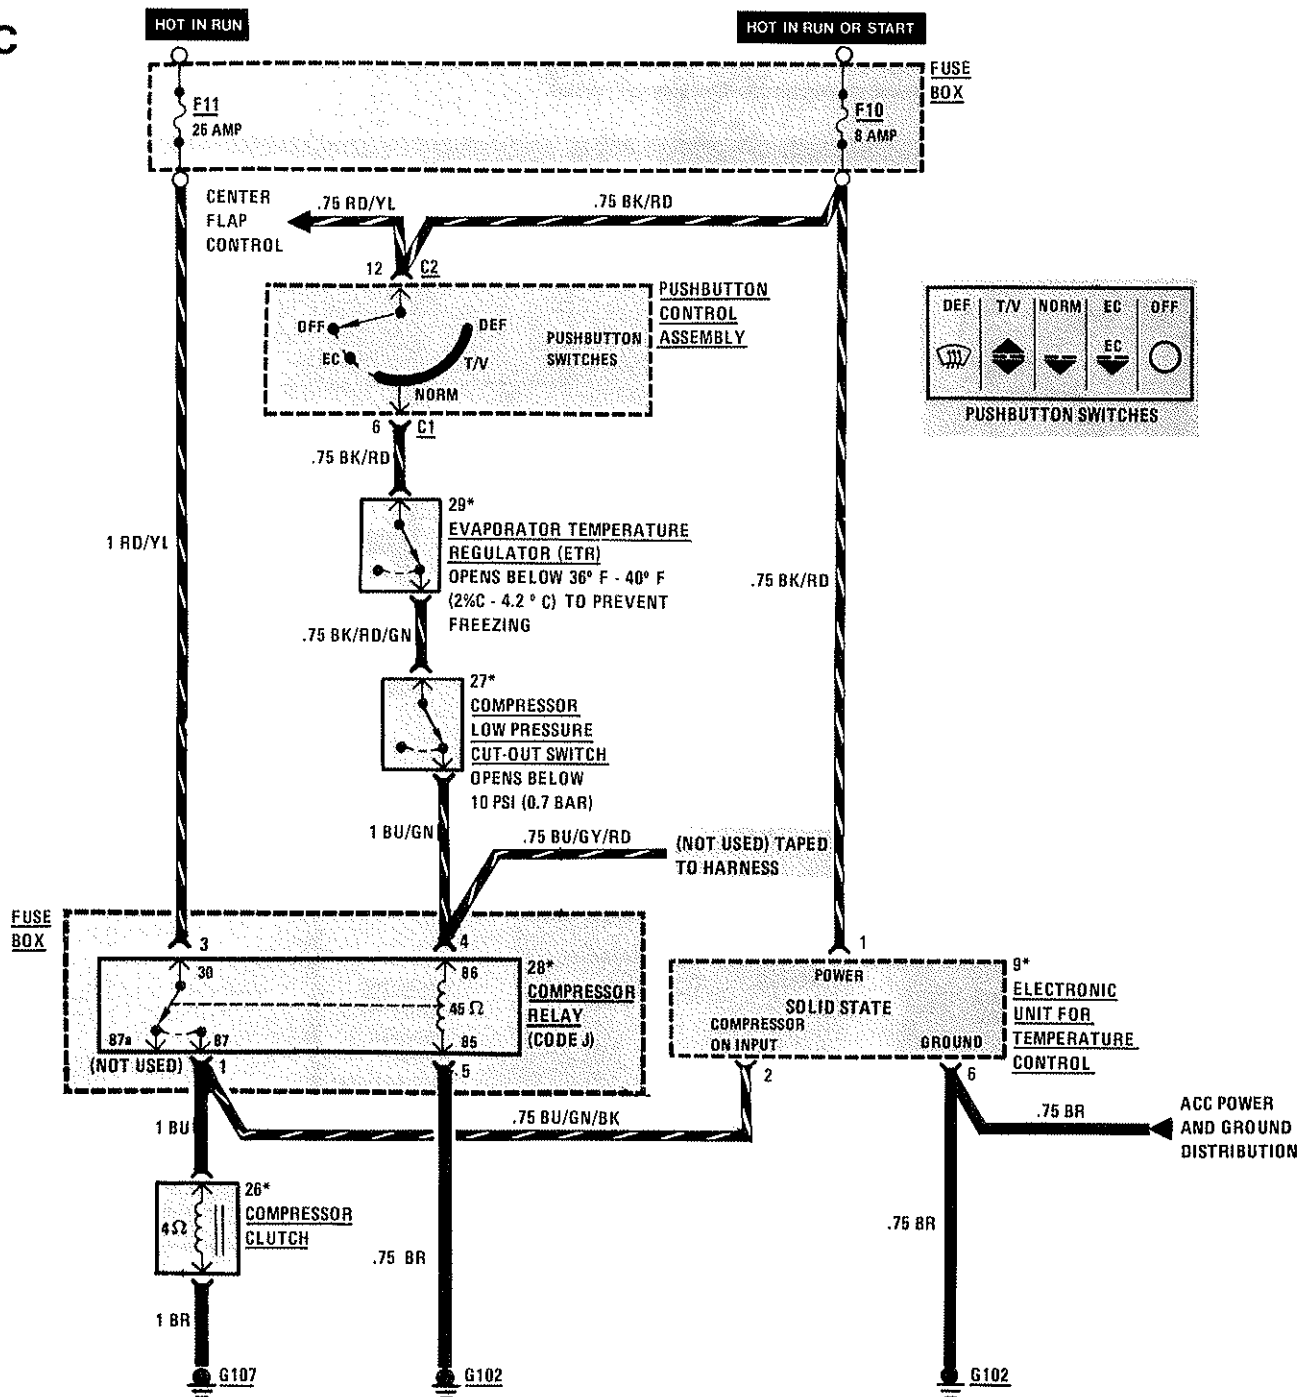 C
HOT IN RUN
HOT IN RUN OR START
FUSE
BOX
F11
25 AMP
F10
8 AMP
CENTER
FLAP
CONTROL
.75 RD/YL
.75 BK/RD
12
C2
PUSHBUTTON
CONTROL
ASSEMBLY
OFF
EC
DEF
T/V
NORM
PUSHBUTTON
SWITCHES
DEF
T/V
NORM
EC
OFF
EC
PUSHBUTTON SWITCHES
6
C1
.75 BK/RD
1 RD/YL
.75 BK/RD
29*
EVAPORATOR TEMPERATURE
REGULATOR (ETR)
OPENS BELOW 36º F - 40º F
(2%C - 4.2 º C) TO PREVENT
FREEZING
.75 BK/RD/GN
27*
COMPRESSOR
LOW PRESSURE
CUT-OUT SWITCH
OPENS BELOW
10 PSI (0.7 BAR)
1 BU/GN
.75 BU/GY/RD
(NOT USED) TAPED
TO HARNESS
FUSE
BOX
3
4
1
30
86
45 Ω
87a
87
85
28*
COMPRESSOR
RELAY
(CODE J)
(NOT USED)
1
5
POWER
SOLID STATE
COMPRESSOR
ON INPUT
GROUND
9*
ELECTRONIC
UNIT FOR
TEMPERATURE
CONTROL
2
6
1 BU
.75 BU/GN/BK
.75 BR
ACC POWER
AND GROUND
DISTRIBUTION
26*
COMPRESSOR
CLUTCH
4 Ω
.75 BR
.75 BR
1 BR
G107
G102
G102